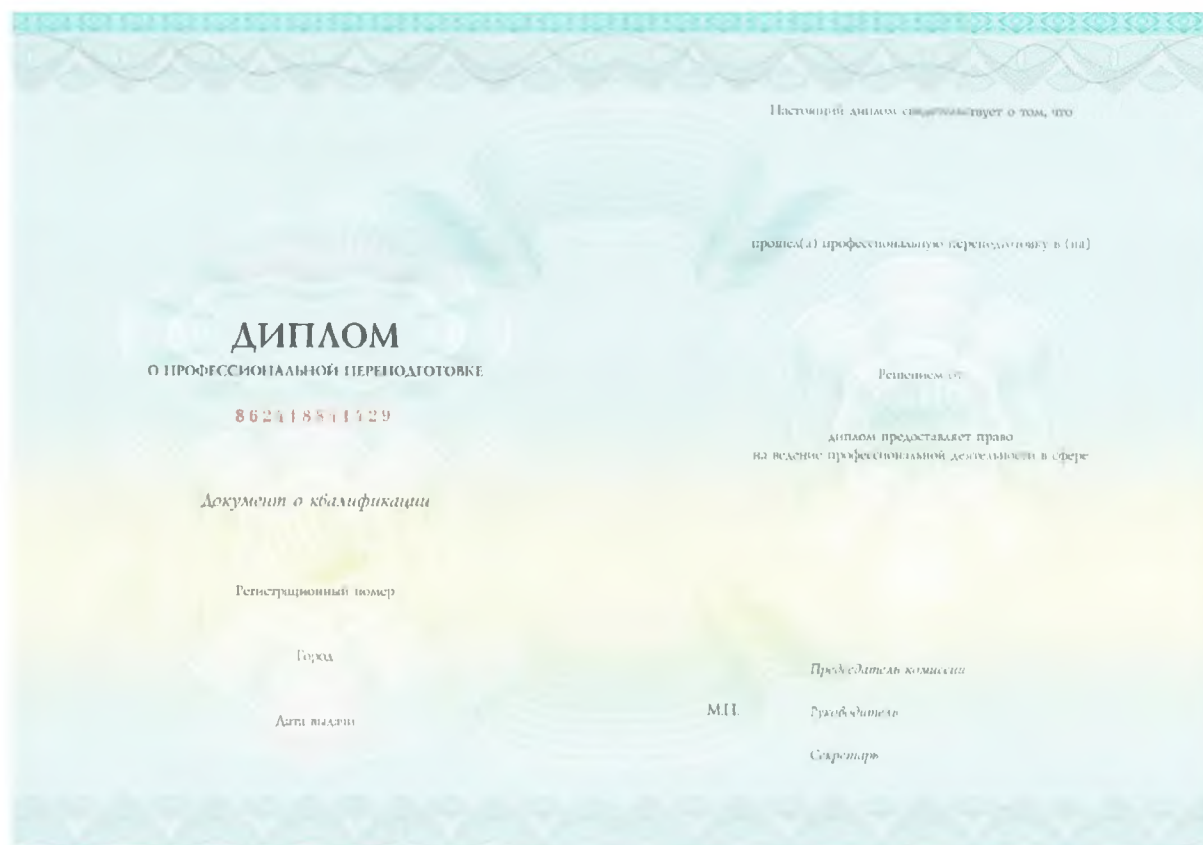 ДИПЛОМ
О ПРОФЕССИОНАЛЬНОЙ ПЕРЕПОДГОТОВКЕ
Документ о квалификации
Регистрационный номер
Город
Дата выдачи
Настоящий диплом свидетельствует о том, что
прошел(а) профессиональную переподготовку в (на)
Решением от
диплом предоставляет право
на ведение профессиональной деятельности в сфере
Председатель комиссии
М.П.
Руководитель
Секретарь